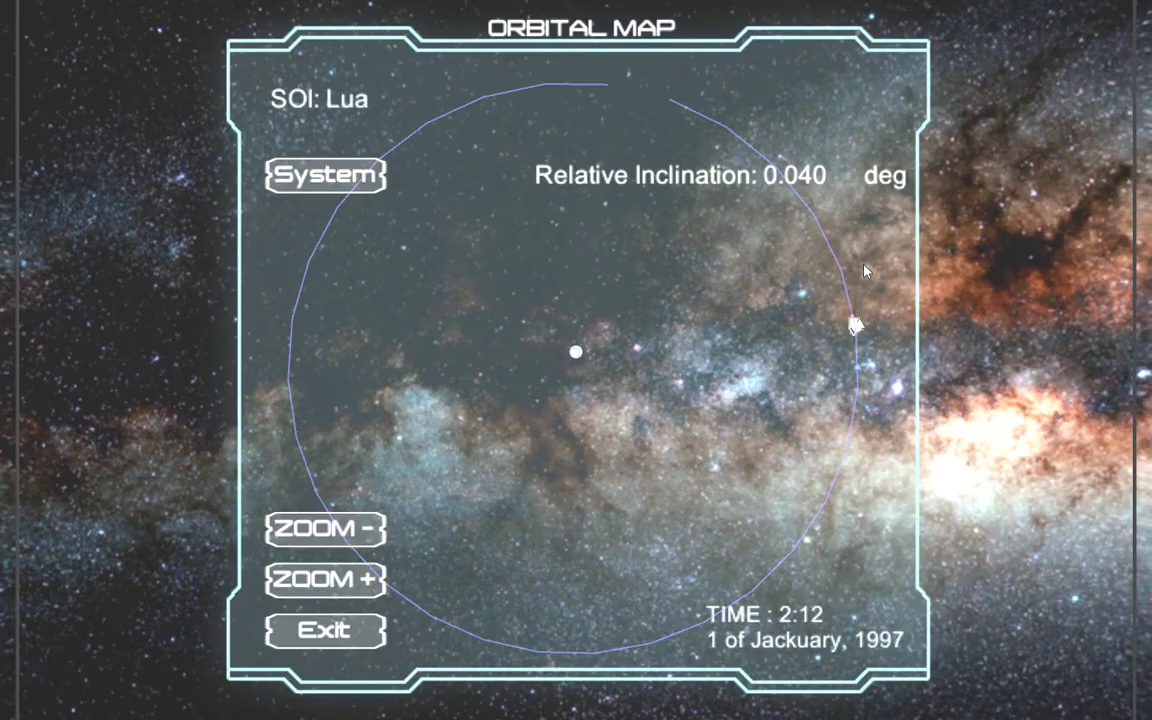 ORBITAL MAP
SOI: Lua
System
Relative Inclination: 0.040 deg
ZOOM -
ZOOM +
Exit
TIME : 2:12
1 of Jackuary, 1997